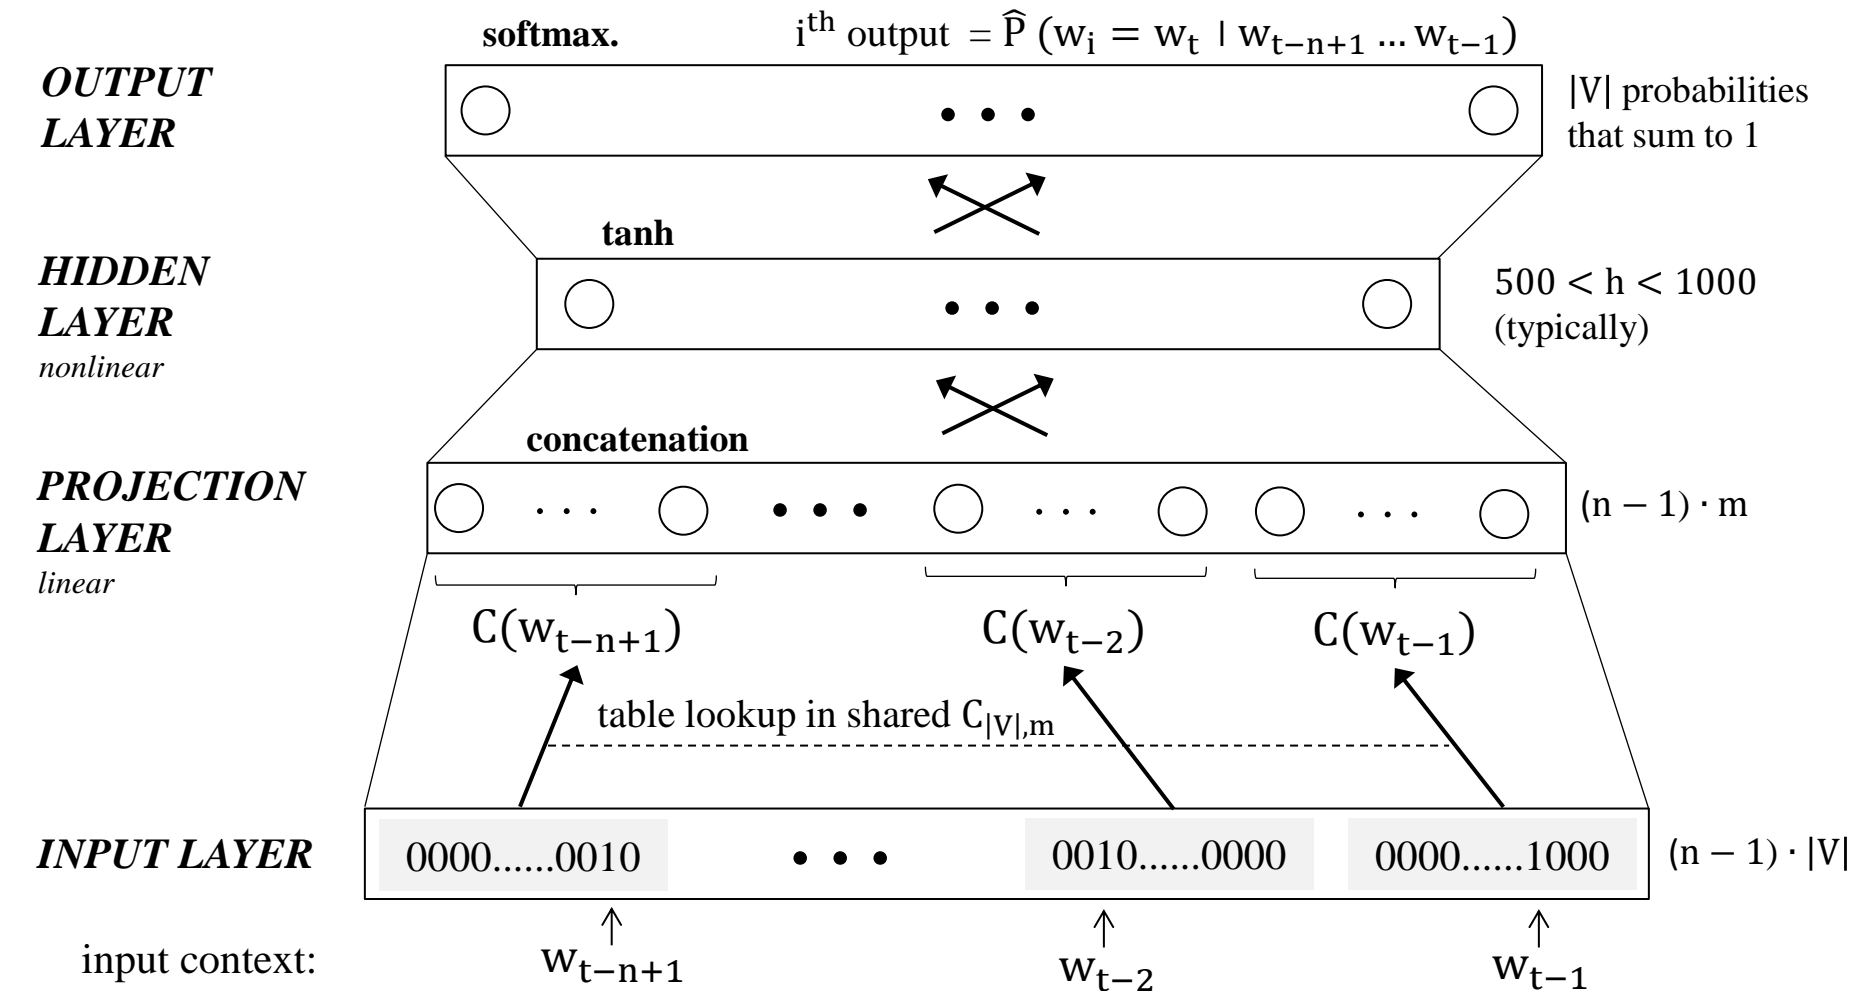 softmax.
iᵗʰ output = P̂ (wᵢ = wₜ | wₜ₋ₙ₊₁ ... wₜ₋₁)
OUTPUT
LAYER
|V| probabilities
that sum to 1
tanh
HIDDEN
LAYER
nonlinear
500 < h < 1000
(typically)
concatenation
PROJECTION
LAYER
linear
(n − 1) · m
C(wₜ₋ₙ₊₁)
C(wₜ₋₂)
C(wₜ₋₁)
table lookup in shared C_|V|,m
INPUT LAYER
0000......0010
0010......0000
0000......1000
(n − 1) · |V|
input context:
wₜ₋ₙ₊₁
wₜ₋₂
wₜ₋₁